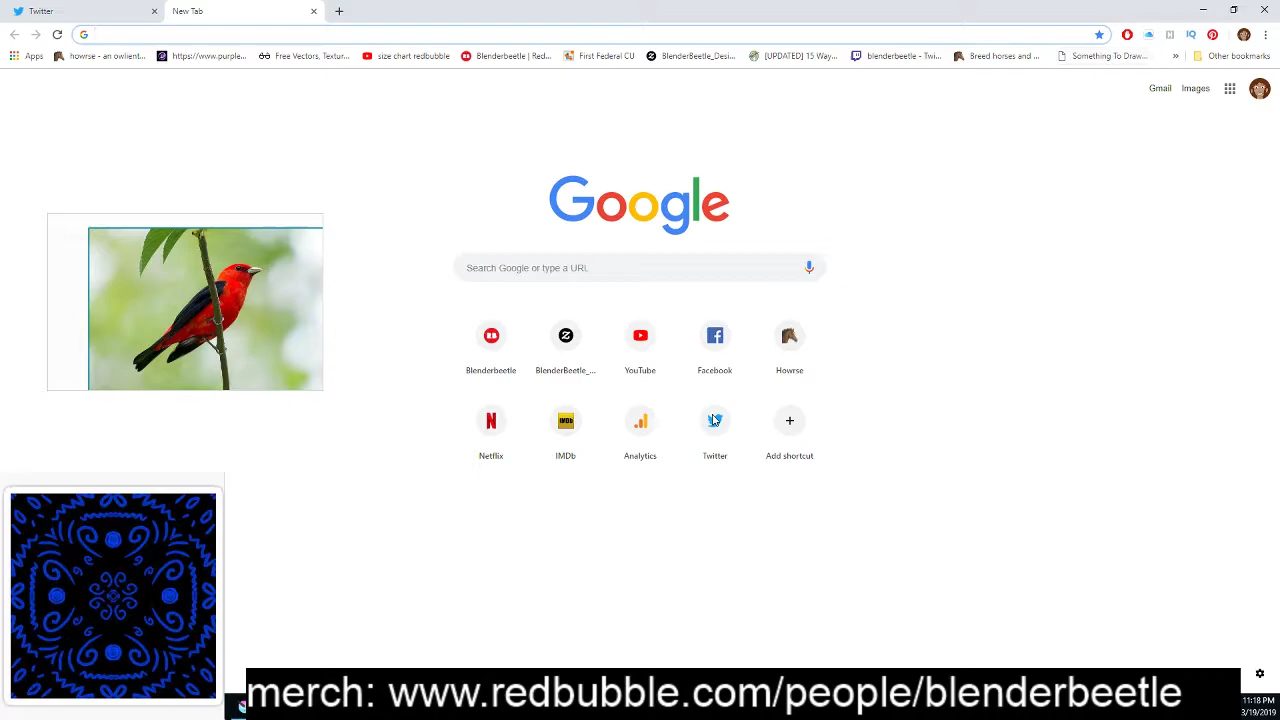 Twitter
New Tab
Apps
howrse - an owlient...
https://www.purple...
Free Vectors, Textur...
size chart redbubble
Blenderbeetle | Red...
First Federal CU
BlenderBeetle_Desi...
[UPDATED] 15 Way...
blenderbeetle - Twi...
Breed horses and ...
Something To Draw...
»
Other bookmarks
Gmail
Images
Google
Search Google or type a URL
Blenderbeetle
BlenderBeetle_...
YouTube
Facebook
Howrse
Netflix
IMDb
Analytics
Twitter
Add shortcut
merch: www.redbubble.com/people/blenderbeetle
11:18 PM
3/19/2019